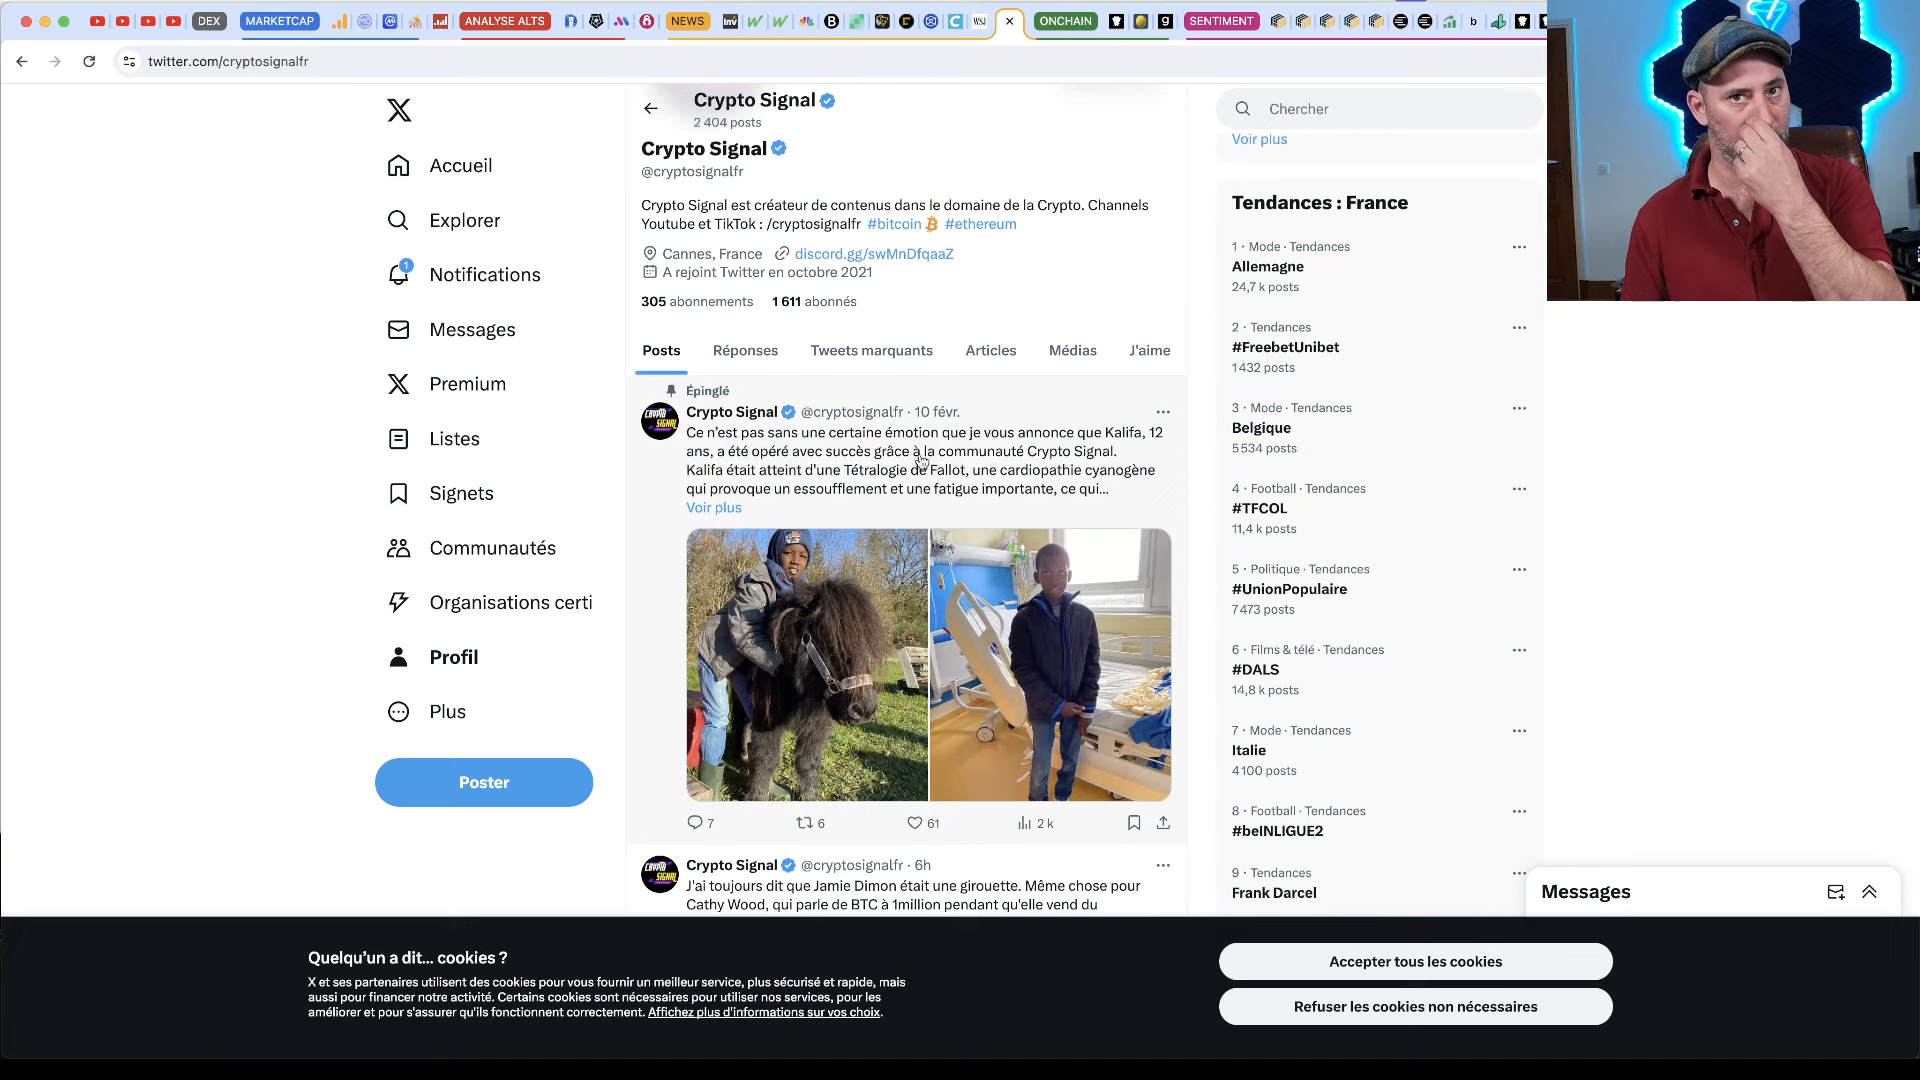 DEX
MARKETCAP
ANALYSE ALTS
NEWS
Inv
B
WSJ
ONCHAIN
SENTIMENT
b
twitter.com/cryptosignalfr
Accueil
Explorer
1
Notifications
Messages
Premium
Listes
Signets
Communautés
Organisations certi
Profil
Plus
Poster
Crypto Signal
2 404 posts
Crypto Signal
@cryptosignalfr
Crypto Signal est créateur de contenus dans le domaine de la Crypto. Channels
Youtube et TikTok : /cryptosignalfr #bitcoin #ethereum
Cannes, France discord.gg/swMnDfqaaZ
A rejoint Twitter en octobre 2021
305 abonnements 1 611 abonnés
Posts Réponses Tweets marquants Articles Médias J'aime
Épinglé
Crypto Signal @cryptosignalfr · 10 févr.
Ce n'est pas sans une certaine émotion que je vous annonce que Kalifa, 12
ans, a été opéré avec succès grâce à la communauté Crypto Signal.
Kalifa était atteint d'une Tétralogie de Fallot, une cardiopathie cyanogène
qui provoque un essoufflement et une fatigue importante, ce qui...
Voir plus
7 6 61 2 k
Crypto Signal @cryptosignalfr · 6h
J'ai toujours dit que Jamie Dimon était une girouette. Même chose pour
Cathy Wood, qui parle de BTC à 1million pendant qu'elle vend du
Chercher
Voir plus
Tendances : France
1 · Mode · Tendances
Allemagne
24,7 k posts
2 · Tendances
#FreebetUnibet
1 432 posts
3 · Mode · Tendances
Belgique
5 534 posts
4 · Football · Tendances
#TFCOL
11,4 k posts
5 · Politique · Tendances
#UnionPopulaire
7 473 posts
6 · Films & télé · Tendances
#DALS
14,8 k posts
7 · Mode · Tendances
Italie
4 100 posts
8 · Football · Tendances
#beINLIGUE2
9 · Tendances
Frank Darcel
Messages
Quelqu'un a dit... cookies ?
X et ses partenaires utilisent des cookies pour vous fournir un meilleur service, plus sécurisé et rapide, mais
aussi pour financer notre activité. Certains cookies sont nécessaires pour utiliser nos services, pour les
améliorer et pour s'assurer qu'ils fonctionnent correctement. Affichez plus d'informations sur vos choix.
Accepter tous les cookies
Refuser les cookies non nécessaires